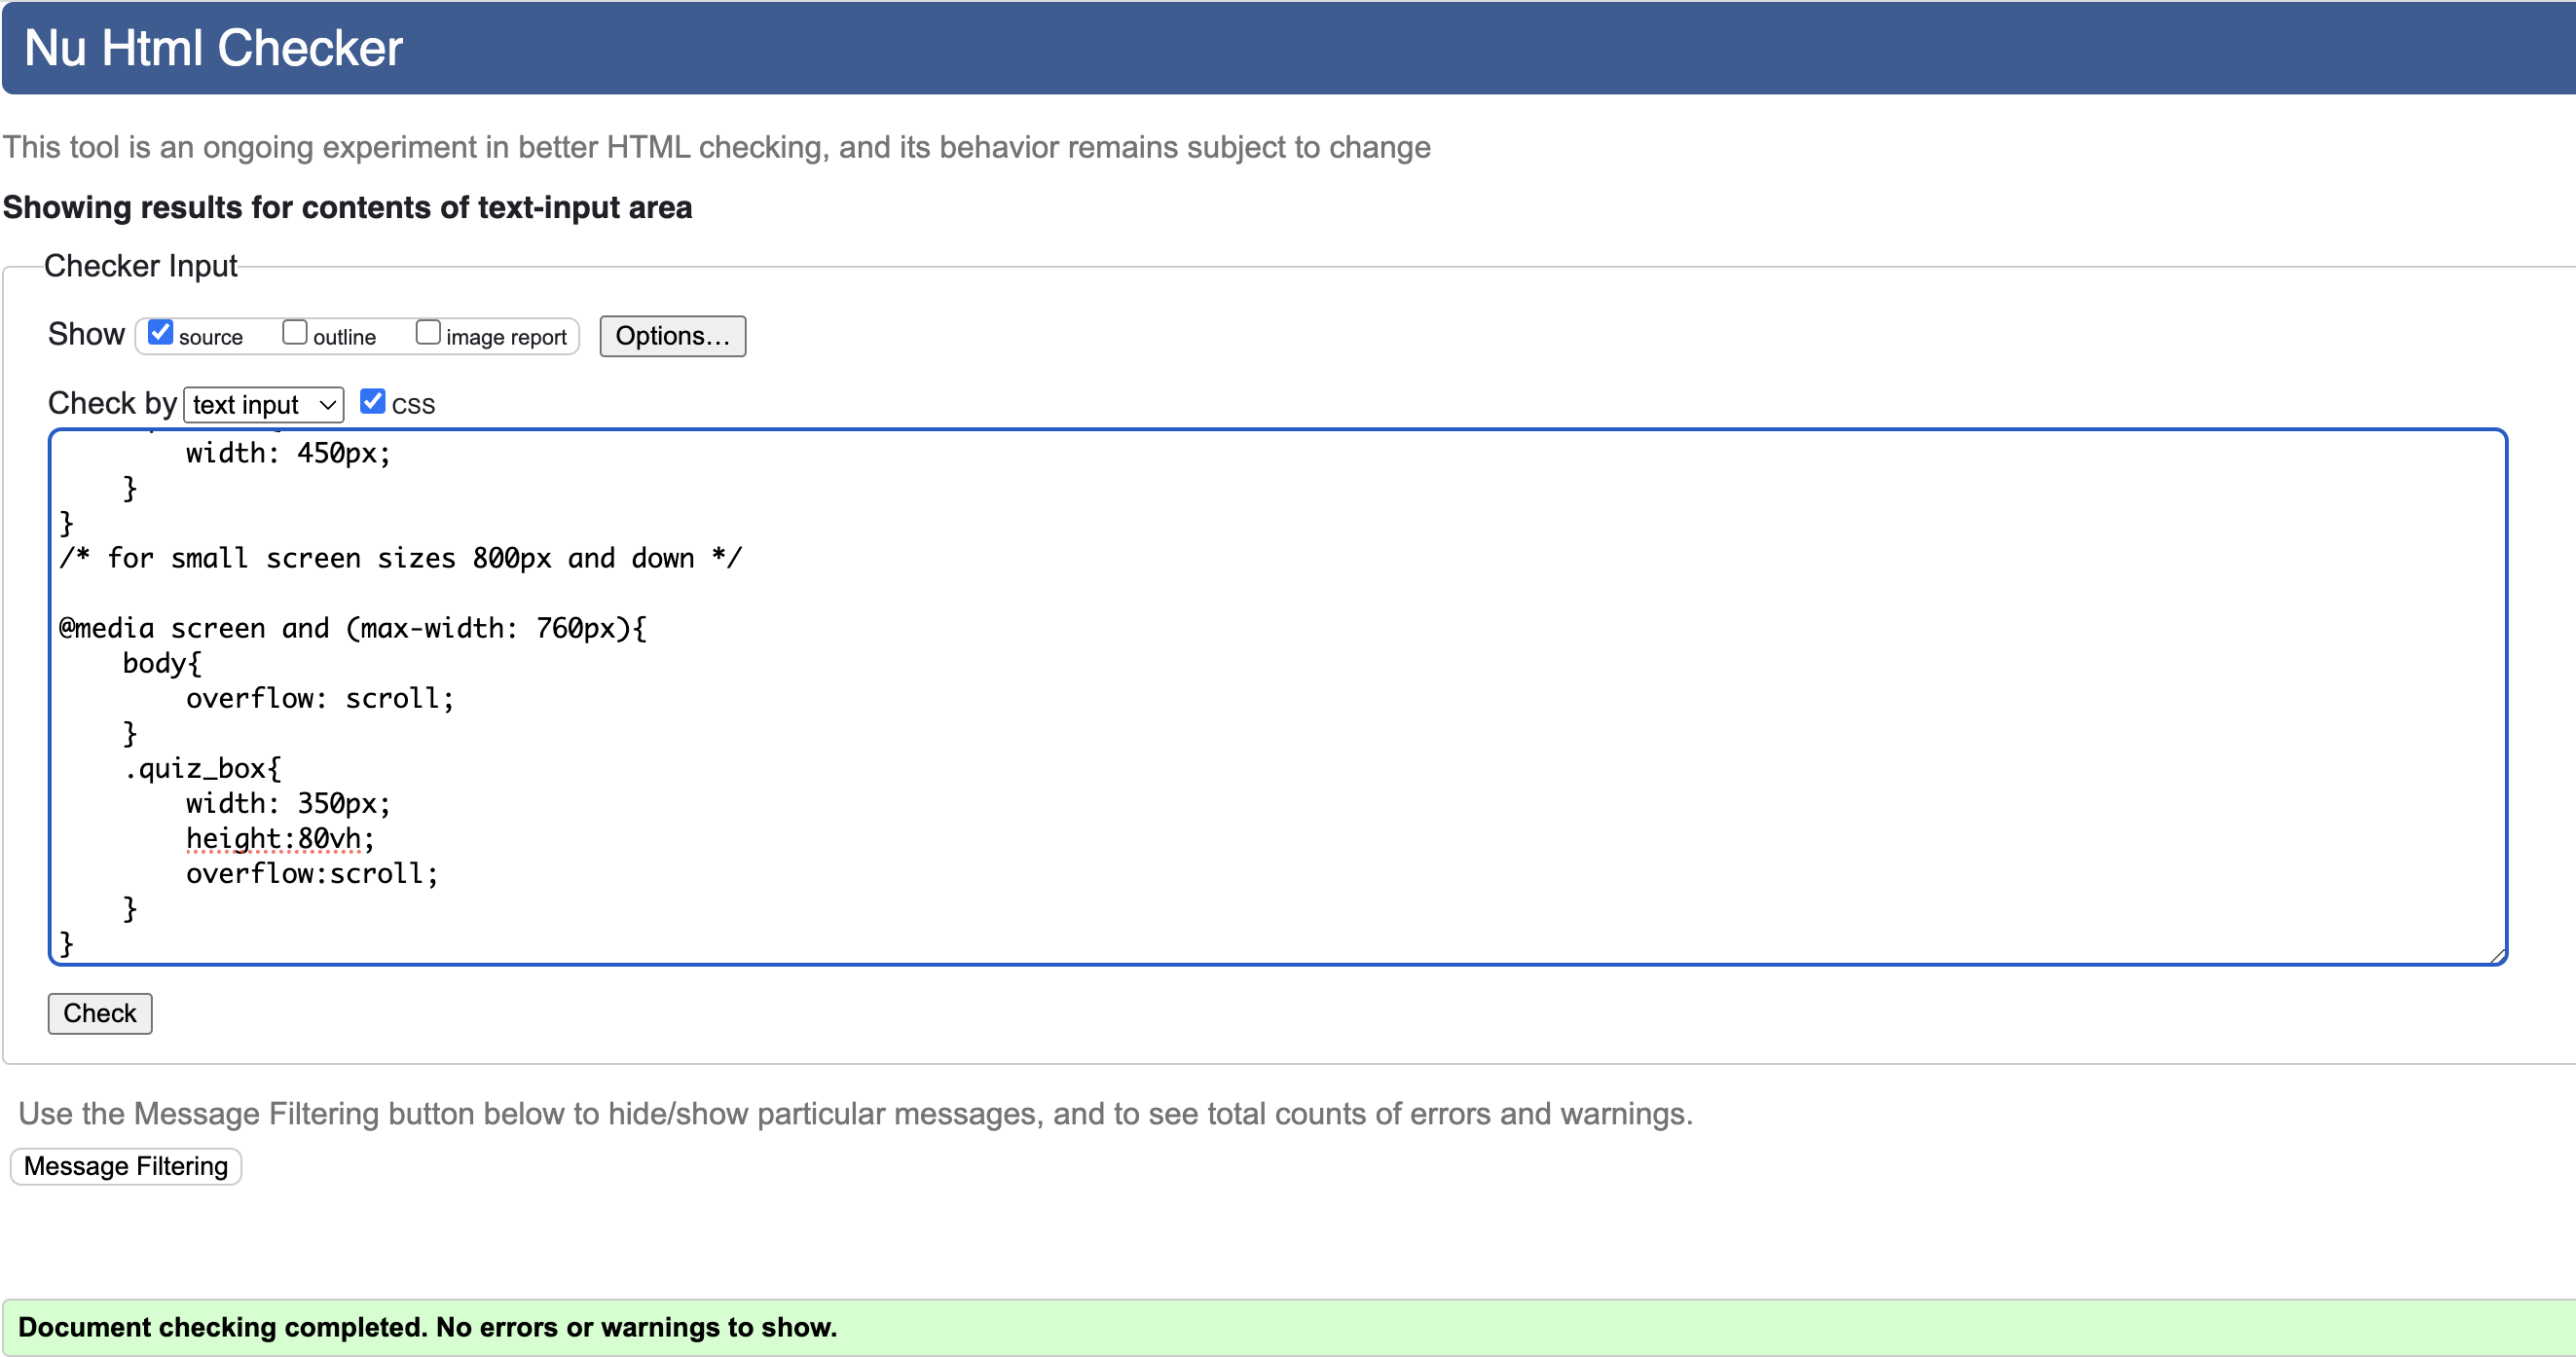 Nu Html Checker
This tool is an ongoing experiment in better HTML checking, and its behavior remains subject to change
Showing results for contents of text-input area
Checker Input
Show source outline image report Options...
Check by text input CSS
width: 450px;
}
}
/* for small screen sizes 800px and down */
@media screen and (max-width: 760px){
body{
overflow: scroll;
}
.quiz_box{
width: 350px;
height:80vh;
overflow:scroll;
}
}
Check
Use the Message Filtering button below to hide/show particular messages, and to see total counts of errors and warnings.
Message Filtering
Document checking completed. No errors or warnings to show.